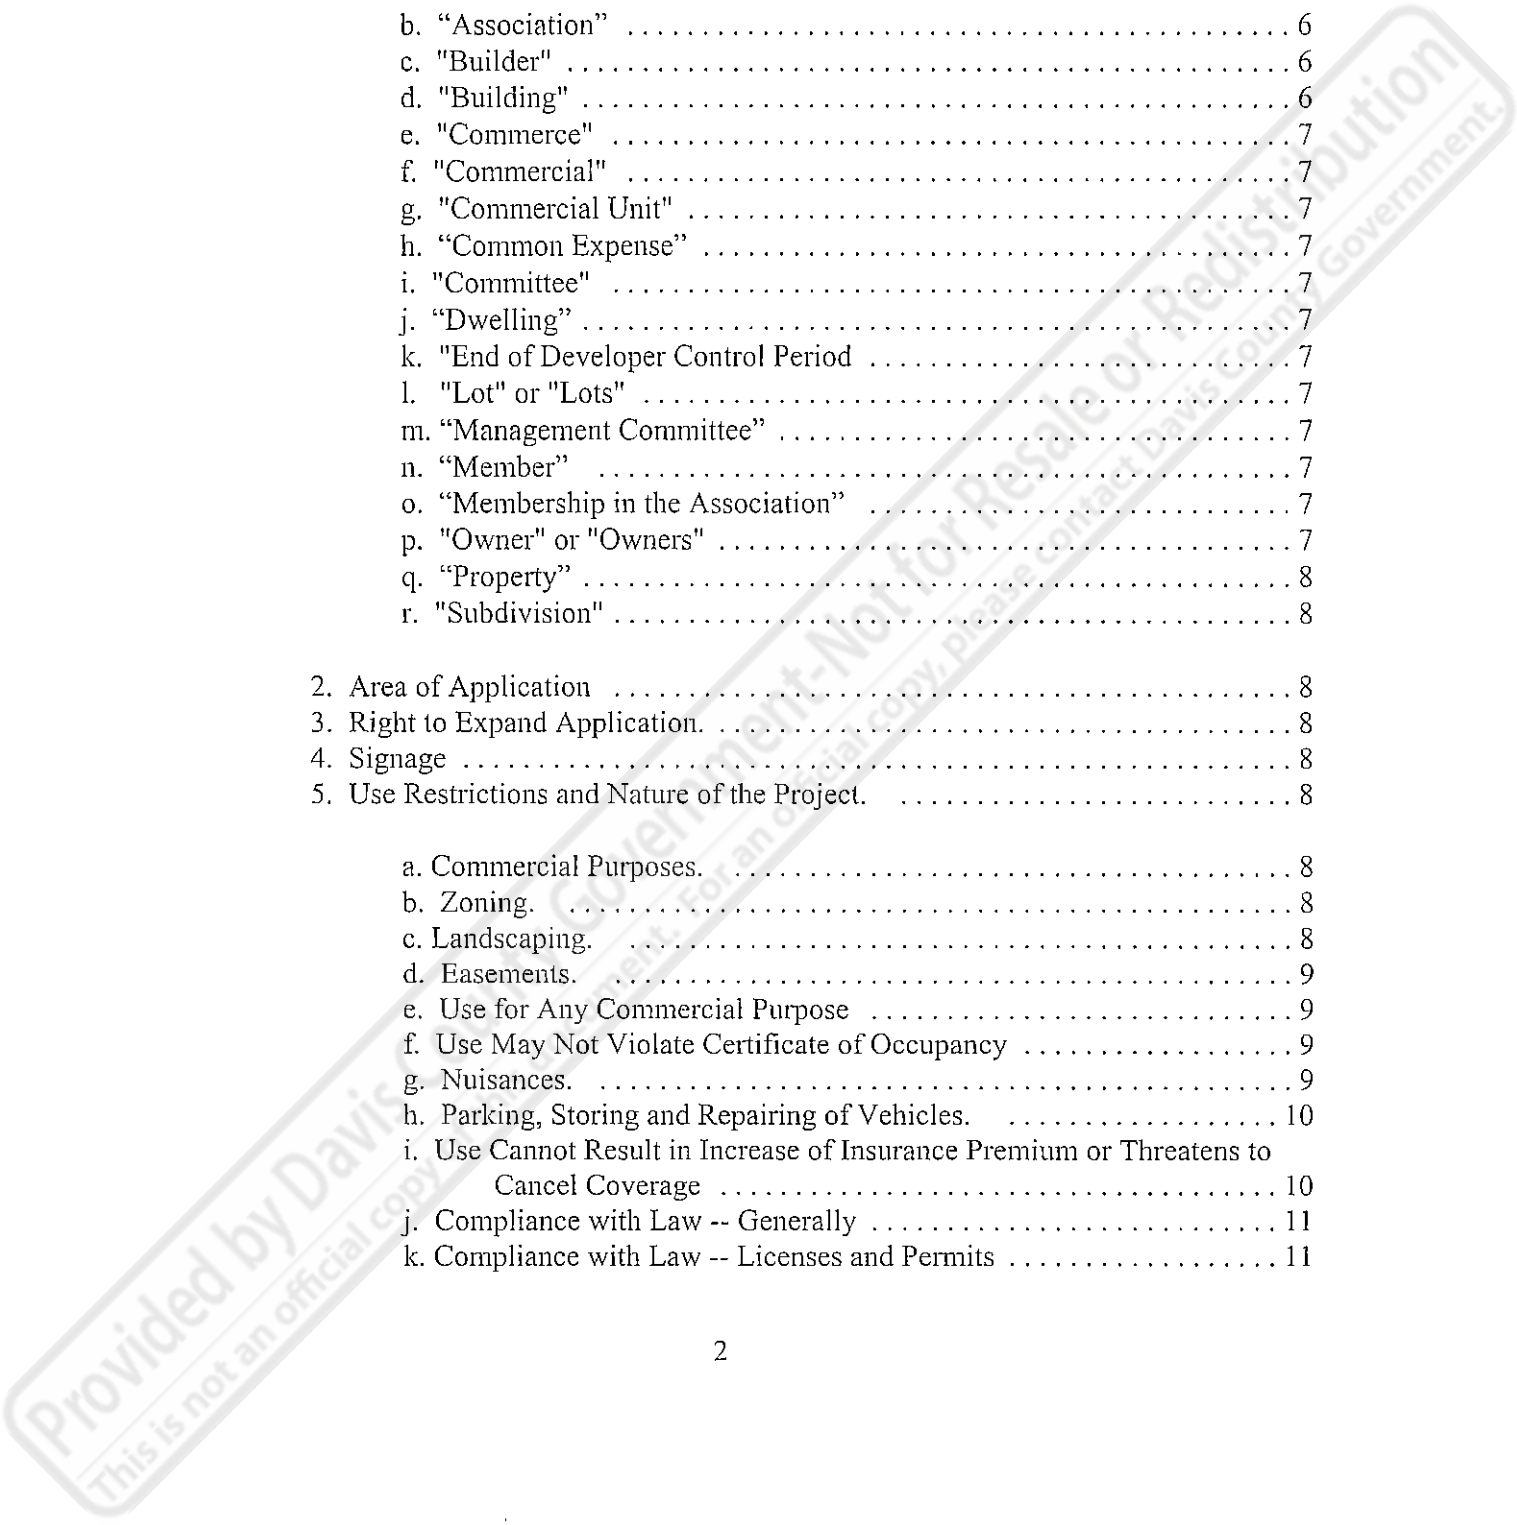 b. “Association” . . . . . . . . . . . . . . . . . . . . . . . . . . . . . . . . . . . . . . . . . . . . . 6
c. "Builder" . . . . . . . . . . . . . . . . . . . . . . . . . . . . . . . . . . . . . . . . . . . . . . . . . 6
d. "Building" . . . . . . . . . . . . . . . . . . . . . . . . . . . . . . . . . . . . . . . . . . . . . . . . 6
e. "Commerce" . . . . . . . . . . . . . . . . . . . . . . . . . . . . . . . . . . . . . . . . . . . . . . 7
f. "Commercial" . . . . . . . . . . . . . . . . . . . . . . . . . . . . . . . . . . . . . . . . . . . . . 7
g. "Commercial Unit" . . . . . . . . . . . . . . . . . . . . . . . . . . . . . . . . . . . . . . . . . 7
h. “Common Expense” . . . . . . . . . . . . . . . . . . . . . . . . . . . . . . . . . . . . . . . . 7
i. "Committee" . . . . . . . . . . . . . . . . . . . . . . . . . . . . . . . . . . . . . . . . . . . . . . 7
j. “Dwelling” . . . . . . . . . . . . . . . . . . . . . . . . . . . . . . . . . . . . . . . . . . . . . . . . 7
k. "End of Developer Control Period . . . . . . . . . . . . . . . . . . . . . . . . . . . . . 7
l. "Lot" or "Lots" . . . . . . . . . . . . . . . . . . . . . . . . . . . . . . . . . . . . . . . . . . . . 7
m. “Management Committee” . . . . . . . . . . . . . . . . . . . . . . . . . . . . . . . . . . . 7
n. “Member” . . . . . . . . . . . . . . . . . . . . . . . . . . . . . . . . . . . . . . . . . . . . . . . 7
o. “Membership in the Association” . . . . . . . . . . . . . . . . . . . . . . . . . . . . . 7
p. "Owner" or "Owners" . . . . . . . . . . . . . . . . . . . . . . . . . . . . . . . . . . . . . . . 7
q. “Property” . . . . . . . . . . . . . . . . . . . . . . . . . . . . . . . . . . . . . . . . . . . . . . . . 8
r. "Subdivision" . . . . . . . . . . . . . . . . . . . . . . . . . . . . . . . . . . . . . . . . . . . . . . 8
2. Area of Application . . . . . . . . . . . . . . . . . . . . . . . . . . . . . . . . . . . . . . . . . . . . . . 8
3. Right to Expand Application. . . . . . . . . . . . . . . . . . . . . . . . . . . . . . . . . . . . . . . . 8
4. Signage . . . . . . . . . . . . . . . . . . . . . . . . . . . . . . . . . . . . . . . . . . . . . . . . . . . . . . . . 8
5. Use Restrictions and Nature of the Project. . . . . . . . . . . . . . . . . . . . . . . . . . . . 8
a. Commercial Purposes. . . . . . . . . . . . . . . . . . . . . . . . . . . . . . . . . . . . . . . 8
b. Zoning. . . . . . . . . . . . . . . . . . . . . . . . . . . . . . . . . . . . . . . . . . . . . . . . . . 8
c. Landscaping. . . . . . . . . . . . . . . . . . . . . . . . . . . . . . . . . . . . . . . . . . . . . . 8
d. Easements. . . . . . . . . . . . . . . . . . . . . . . . . . . . . . . . . . . . . . . . . . . . . . . 9
e. Use for Any Commercial Purpose . . . . . . . . . . . . . . . . . . . . . . . . . . . . . 9
f. Use May Not Violate Certificate of Occupancy . . . . . . . . . . . . . . . . . . 9
g. Nuisances. . . . . . . . . . . . . . . . . . . . . . . . . . . . . . . . . . . . . . . . . . . . . . . . 9
h. Parking, Storing and Repairing of Vehicles. . . . . . . . . . . . . . . . . . . 10
i. Use Cannot Result in Increase of Insurance Premium or Threatens to
Cancel Coverage . . . . . . . . . . . . . . . . . . . . . . . . . . . . . . . . . . . . . . 10
j. Compliance with Law -- Generally . . . . . . . . . . . . . . . . . . . . . . . . . . . . 11
k. Compliance with Law -- Licenses and Permits . . . . . . . . . . . . . . . . . . 11
2
Provided by Davis County Government-Not for Resale or Redistribution
This is not an official copy of this document. For an official copy, please contact Davis County Government.